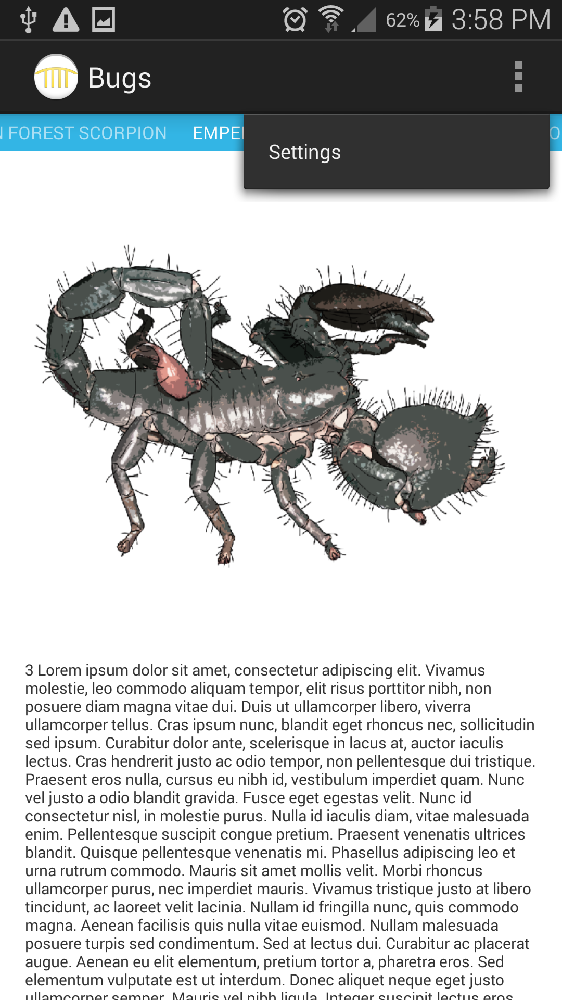 62% 3:58 PM
Bugs
FOREST SCORPION
Settings
3 Lorem ipsum dolor sit amet, consectetur adipiscing elit. Vivamus
molestie, leo commodo aliquam tempor, elit risus porttitor nibh, non
posuere diam magna vitae dui. Duis ut ullamcorper libero, viverra
ullamcorper tellus. Cras ipsum nunc, blandit eget rhoncus nec, sollicitudin
sed ipsum. Curabitur dolor ante, scelerisque in lacus at, auctor iaculis
lectus. Cras hendrerit justo ac odio tempor, non pellentesque dui tristique.
Praesent eros nulla, cursus eu nibh id, vestibulum imperdiet quam. Nunc
vel justo a odio blandit gravida. Fusce eget egestas velit. Nunc id
consectetur nisl, in molestie purus. Nulla id iaculis diam, vitae malesuada
enim. Pellentesque suscipit congue pretium. Praesent venenatis ultrices
blandit. Quisque pellentesque venenatis mi. Phasellus adipiscing leo et
urna rutrum commodo. Mauris sit amet mollis velit. Morbi rhoncus
ullamcorper purus, nec imperdiet mauris. Vivamus tristique justo at libero
tincidunt, ac laoreet velit lacinia. Nullam id fringilla nunc, quis commodo
magna. Aenean facilisis quis nulla vitae euismod. Nullam malesuada
posuere turpis sed condimentum. Sed at lectus dui. Curabitur ac placerat
augue. Aenean eu elit elementum, pretium tortor a, pharetra eros. Sed
elementum vulputate est ut interdum. Donec aliquet neque eget justo
ullamcorper semper. Mauris vel nibh ligula. Integer suscipit lectus eros